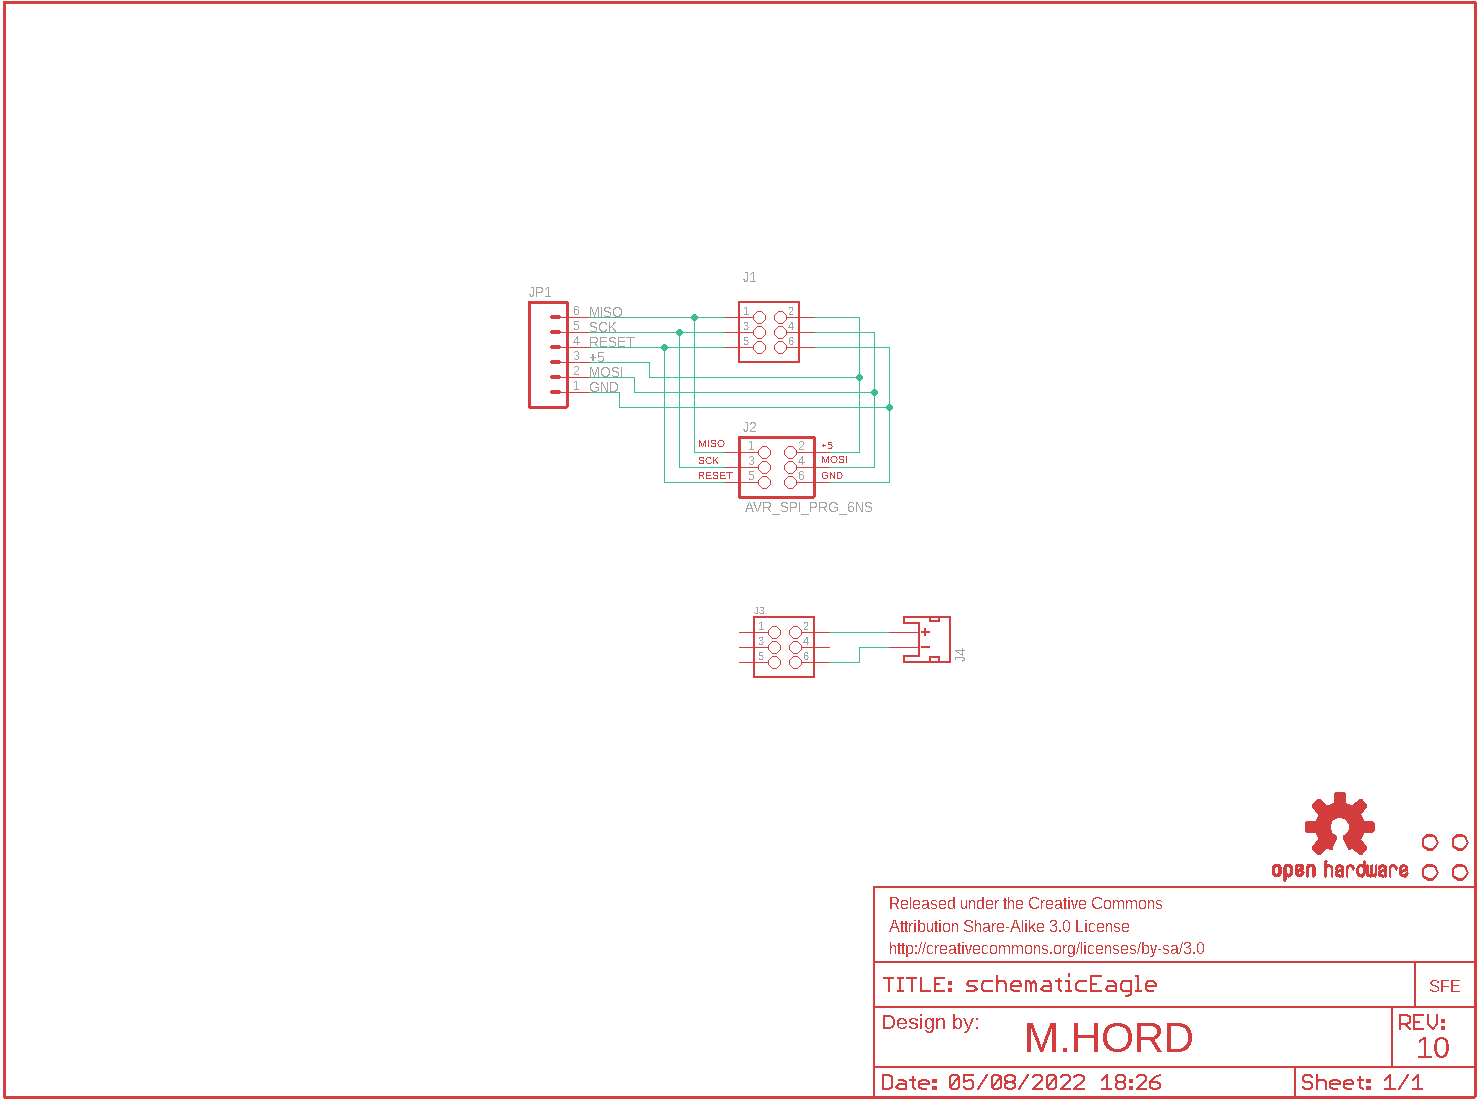 J1
JP1
6 MISO
5 SCK
4 RESET
3 +5
2 MOSI
1 GND
1 2
3 4
5 6
J2
MISO 1 2 +5
SCK 3 4 MOSI
RESET 5 6 GND
AVR_SPI_PRG_6NS
J3
1 2
3 4
5 6
+
-
J4
open hardware
Released under the Creative Commons
Attribution Share-Alike 3.0 License
http://creativecommons.org/licenses/by-sa/3.0
TITLE: schematicEagle
SFE
Design by:
M.HORD
REV:
10
Date: 05/08/2022 18:26
Sheet: 1/1